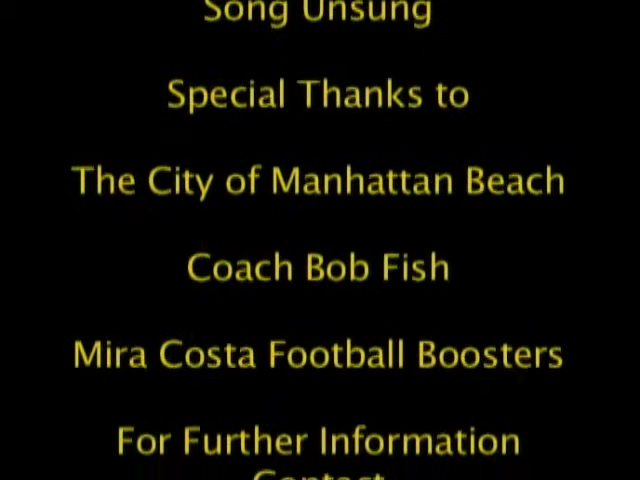 Song Unsung
Special Thanks to
The City of Manhattan Beach
Coach Bob Fish
Mira Costa Football Boosters
For Further Information
Contact